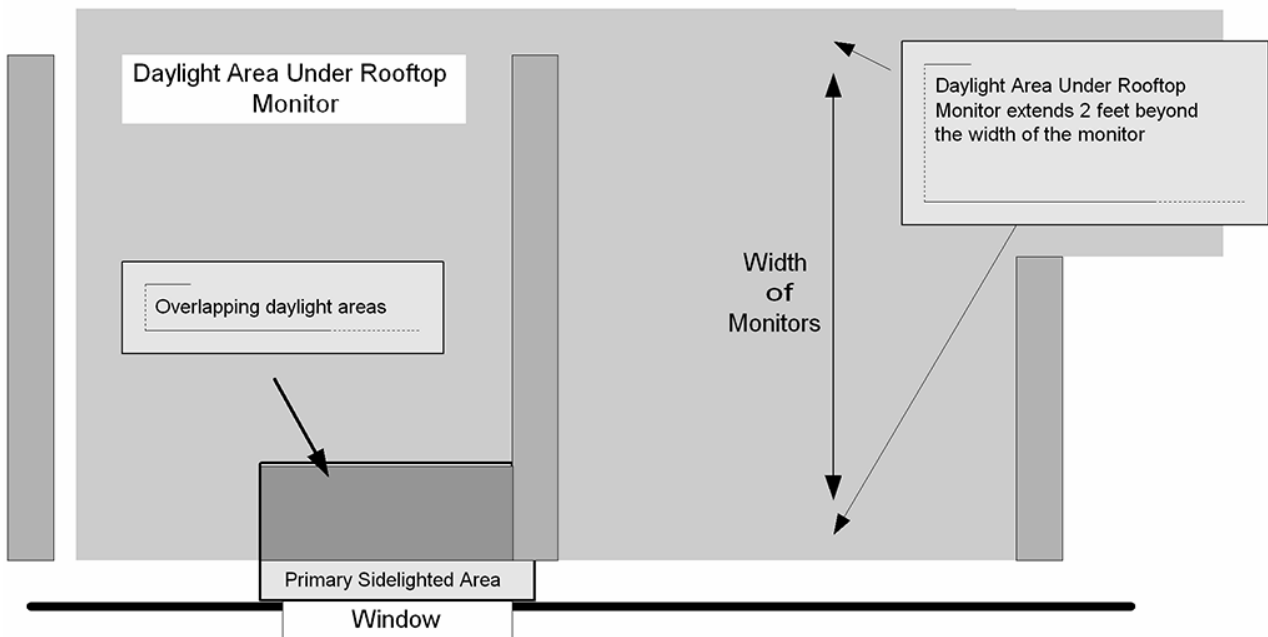 Daylight Area Under Rooftop
Monitor
Daylight Area Under Rooftop
Monitor extends 2 feet beyond
the width of the monitor
Width
of
Monitors
Overlapping daylight areas
Primary Sidelighted Area
Window